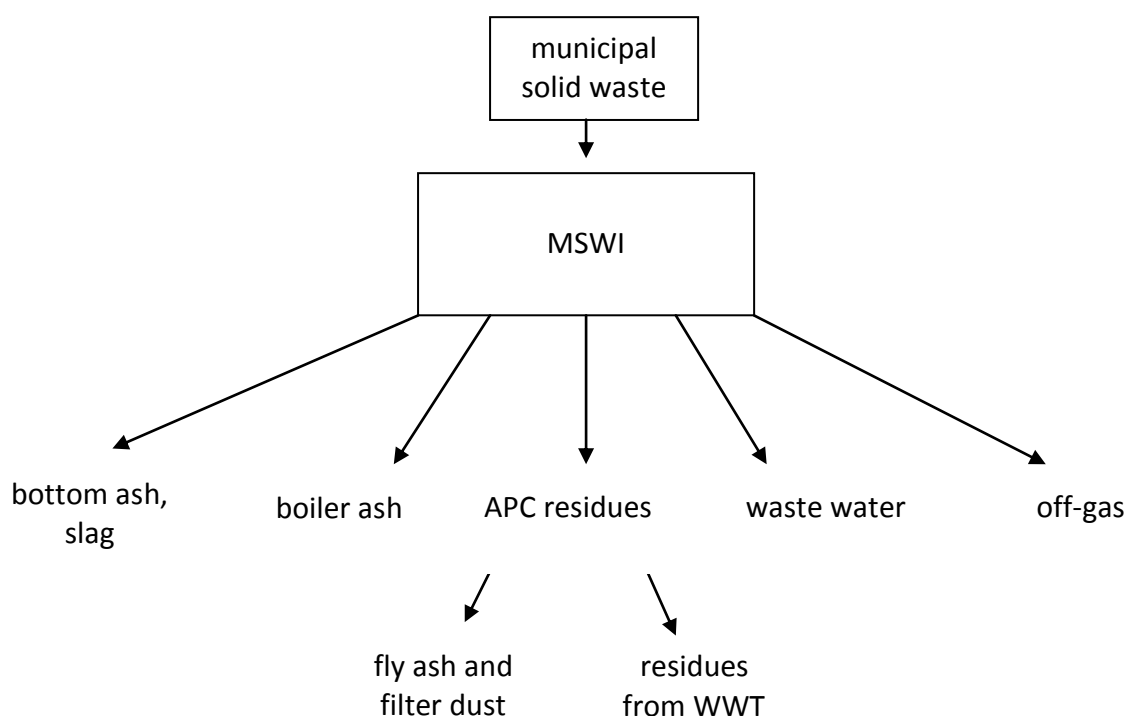 municipal
solid waste
MSWI
bottom ash,
slag
boiler ash
APC residues
waste water
off-gas
fly ash and
filter dust
residues
from WWT